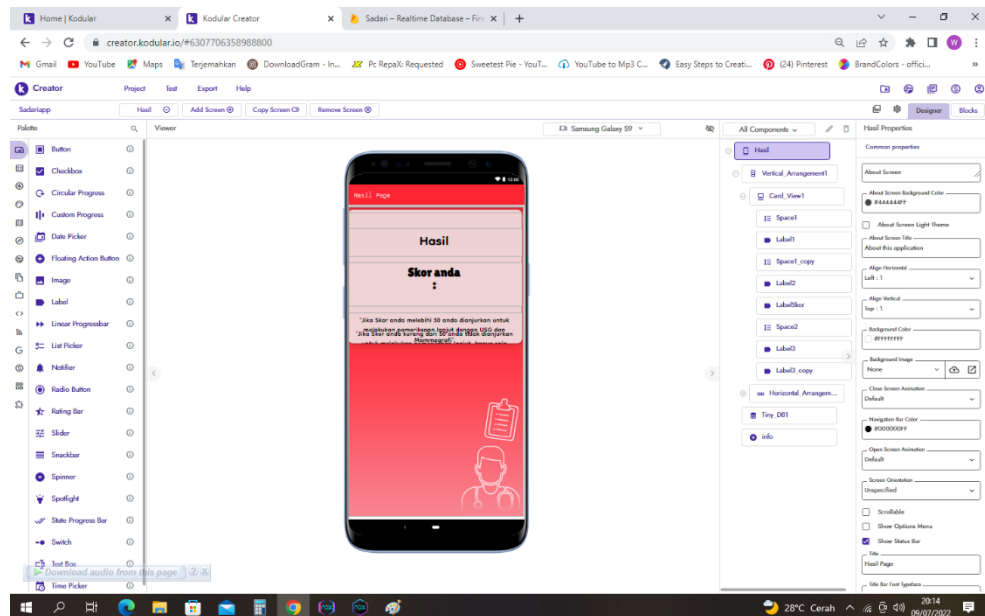 Home | Kodular
Kodular Creator
Sadari – Realtime Database – Fire
creator.kodular.io/#6307706358988800
W
Gmail
YouTube
Maps
Terjemahkan
DownloadGram - In...
Pc RepaX: Requested
Sweetest Pie - YouT...
YouTube to Mp3 C...
Easy Steps to Creati...
(24) Pinterest
BrandColors - offici...
»
Creator
Project
Test
Export
Help
Sadariapp
Hasil
Add Screen
Copy Screen
Remove Screen
Designer
Blocks
Palette
Viewer
Samsung Galaxy S9
All Components
Hasil Properties
Button
Checkbox
Circular Progress
Custom Progress
Date Picker
Floating Action Button
Image
Label
Linear Progressbar
List Picker
Notifier
Radio Button
Rating Bar
Slider
Snackbar
Spinner
Spotlight
State Progress Bar
Switch
Text Box
Time Picker
Download audio from this page
? X
Hasil Page
Hasil
Skor anda
:
"Jika Skor anda melebihi 50 anda dianjurkan untuk
melakukan pemeriksaan lanjut dengan USG dan
Mammografi".
"Jika Skor anda kurang dari 50 anda tidak dianjurkan
Hasil
Vertical_Arrangement1
Card_View1
Space1
Label1
Space1_copy
Label2
LabelSkor
Space2
Label3
Label3_copy
Horizontal_Arrangem...
Tiny_DB1
info
Common properties
About Screen
About Screen Background Color
#444444FF
About Screen Light Theme
About Screen Title
About this application
Align Horizontal
Left : 1
Align Vertical
Top : 1
Background Color
#FFFFFFFF
Background Image
None
Close Screen Animation
Default
Navigation Bar Color
#000000FF
Open Screen Animation
Default
Screen Orientation
Unspecified
Scrollable
Show Options Menu
Show Status Bar
Title
Hasil Page
Title Bar Font Typeface
28°C Cerah
20:14
09/07/2022